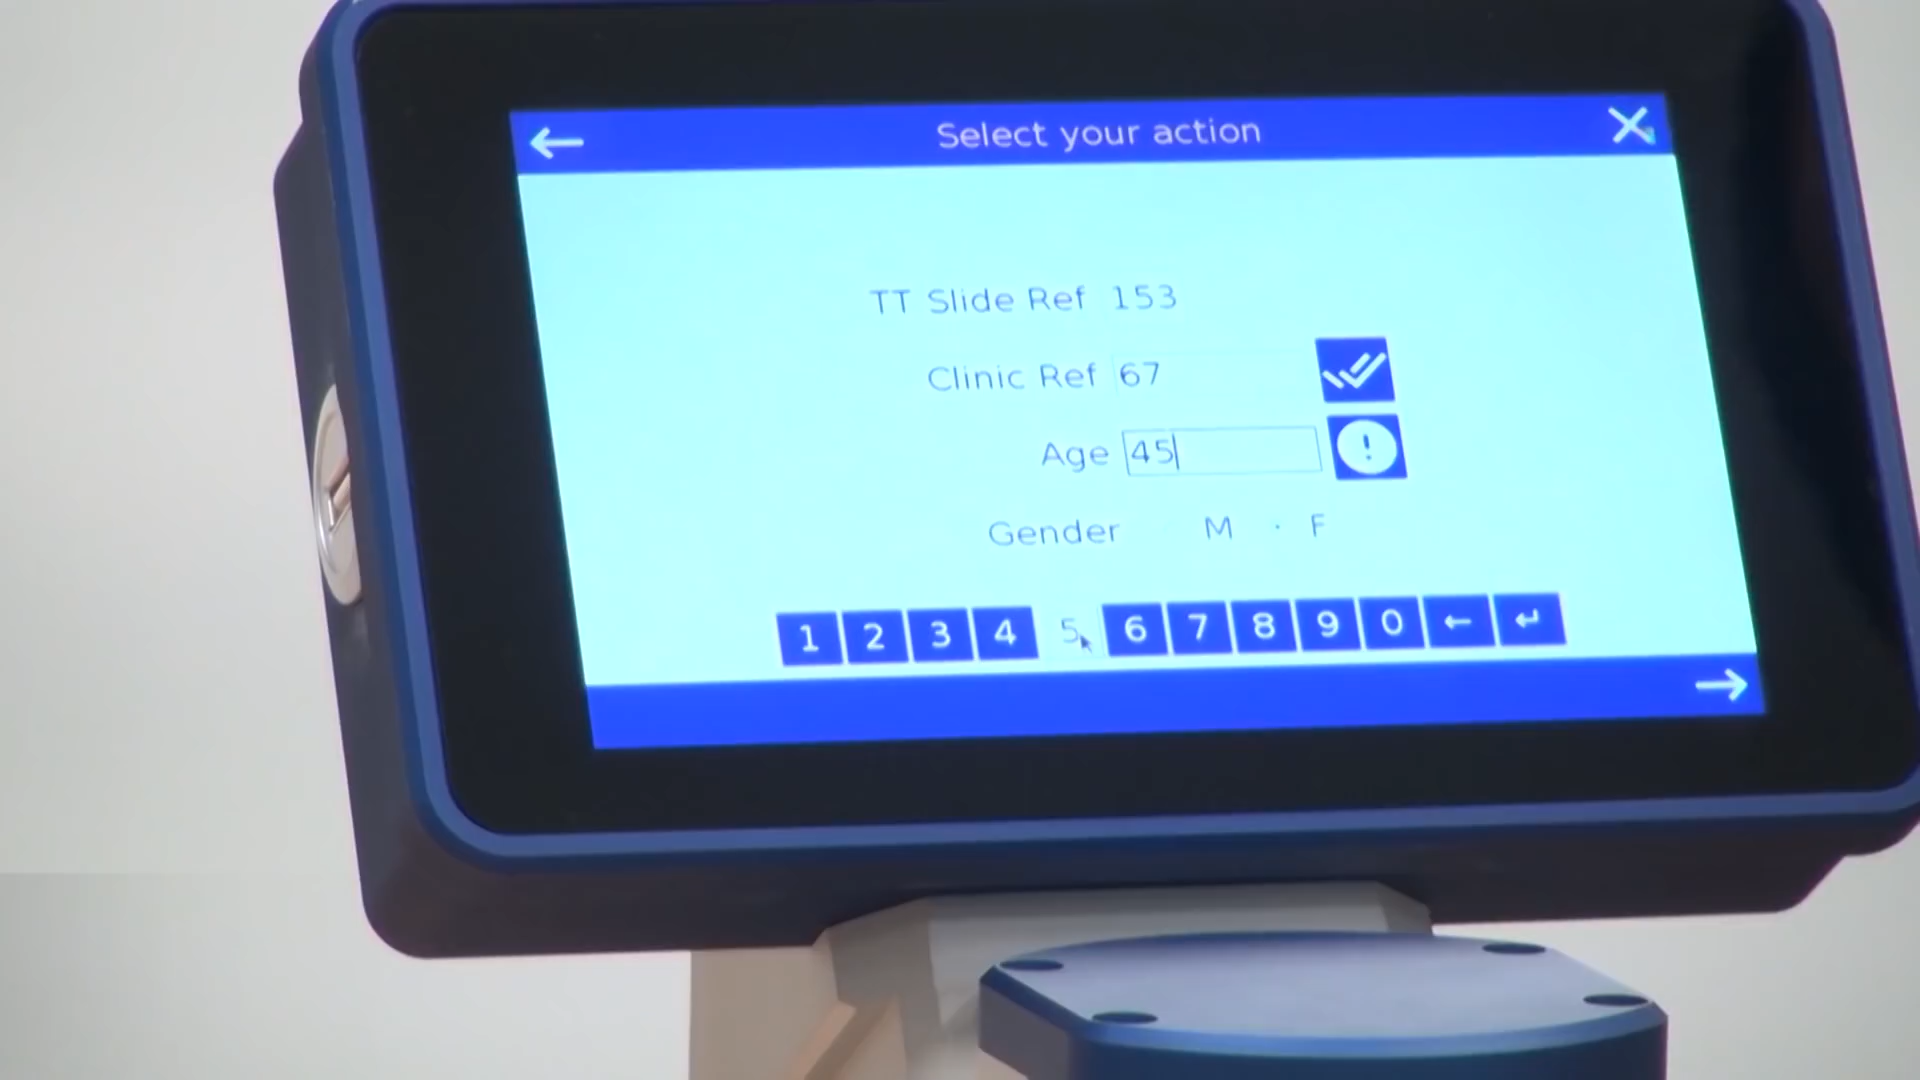 Select your action
TT Slide Ref 153
Clinic Ref 67
Age 45
Gender M F
1 2 3 4 5 6 7 8 9 0 ← ↵